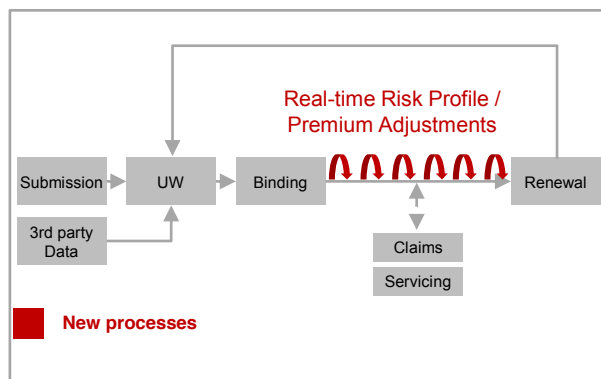 Real-time Risk Profile /
Premium Adjustments
Submission
UW
Binding
Renewal
3rd party
Data
Claims
Servicing
New processes